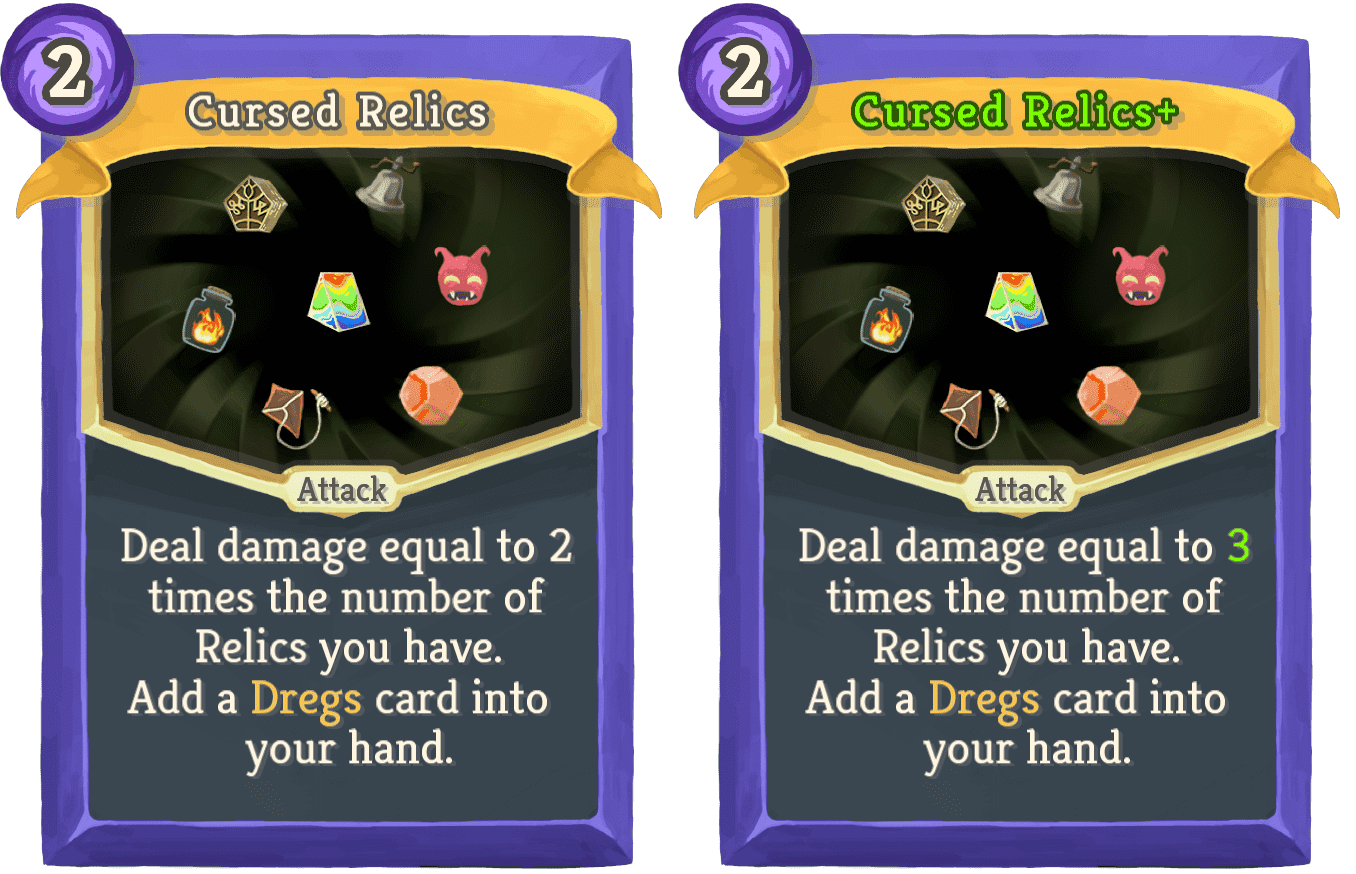 2
Cursed Relics
Attack
Deal damage equal to 2
times the number of
Relics you have.
Add a Dregs card into
your hand.
2
Cursed Relics+
Attack
Deal damage equal to 3
times the number of
Relics you have.
Add a Dregs card into
your hand.